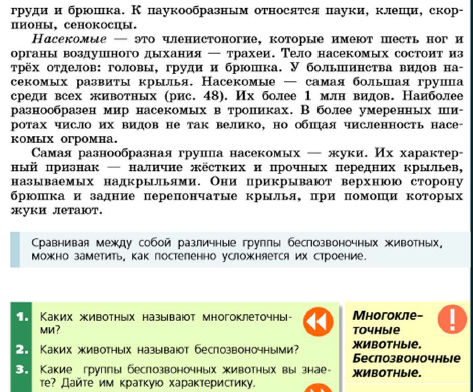 груди и брюшка. К паукообразным относятся пауки, клещи, скор-
пионы, сенокосцы.
Насекомые — это членистоногие, которые имеют шесть ног и
органы воздушного дыхания — трахеи. Тело насекомых состоит из
трёх отделов: головы, груди и брюшка. У большинства видов на-
секомых развиты крылья. Насекомые — самая большая группа
среди всех животных (рис. 48). Их более 1 млн видов. Наиболее
разнообразен мир насекомых в тропиках. В более умеренных ши-
ротах число их видов не так велико, но общая численность насе-
комых огромна.
Самая разнообразная группа насекомых — жуки. Их характер-
ный признак — наличие жёстких и прочных передних крыльев,
называемых надкрыльями. Они прикрывают верхнюю сторону
брюшка и задние перепончатые крылья, при помощи которых
жуки летают.
Сравнивая между собой различные группы беспозвоночных животных,
можно заметить, как постепенно усложняется их строение.
1. Каких животных называют многоклеточны-
ми?
2. Каких животных называют беспозвоночными?
3. Какие группы беспозвоночных животных вы знае-
те? Дайте им краткую характеристику.
Многокле-
точные
животные.
Беспозвоночные
животные.
!